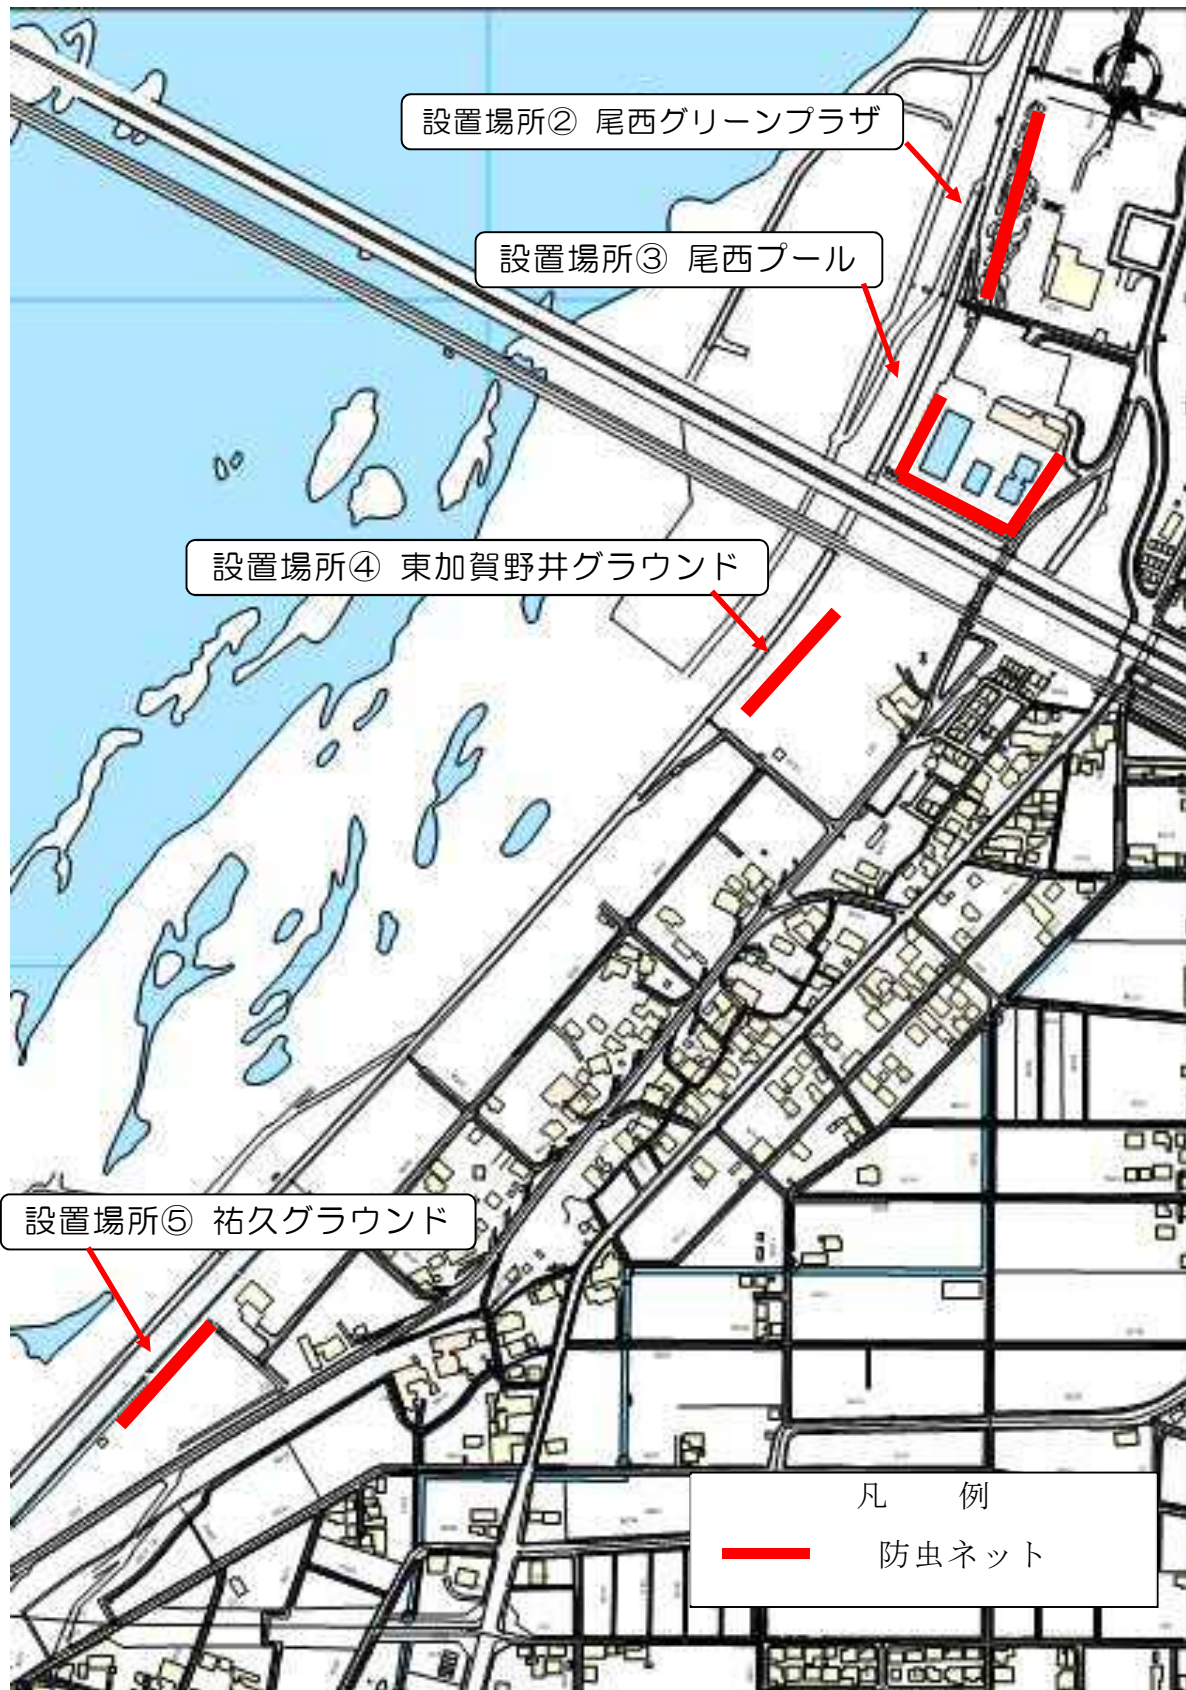 設置場所② 尾西グリーンプラザ
設置場所③ 尾西プール
設置場所④ 東加賀野井グラウンド
設置場所⑤ 祐久グラウンド
凡 例
防虫ネット